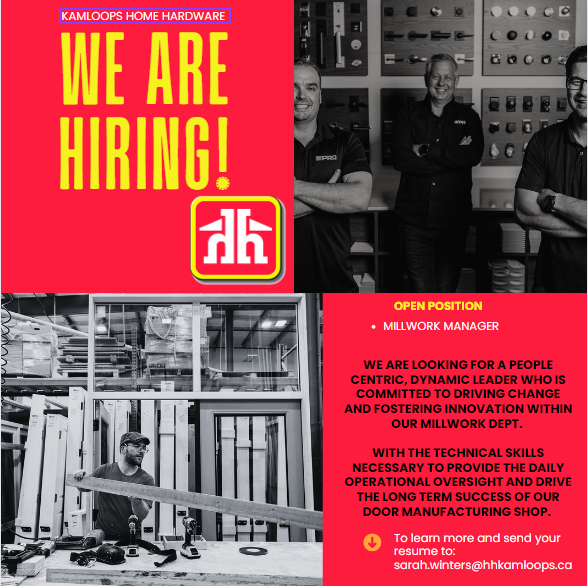 KAMLOOPS HOME HARDWARE
WE ARE
HIRING!
PRO
PRO
OPEN POSITION
• MILLWORK MANAGER
WE ARE LOOKING FOR A PEOPLE
CENTRIC, DYNAMIC LEADER WHO IS
COMMITTED TO DRIVING CHANGE
AND FOSTERING INNOVATION WITHIN
OUR MILLWORK DEPT.
WITH THE TECHNICAL SKILLS
NECESSARY TO PROVIDE THE DAILY
OPERATIONAL OVERSIGHT AND DRIVE
THE LONG TERM SUCCESS OF OUR
DOOR MANUFACTURING SHOP.
To learn more and send your
resume to:
sarah.winters@hhkamloops.ca